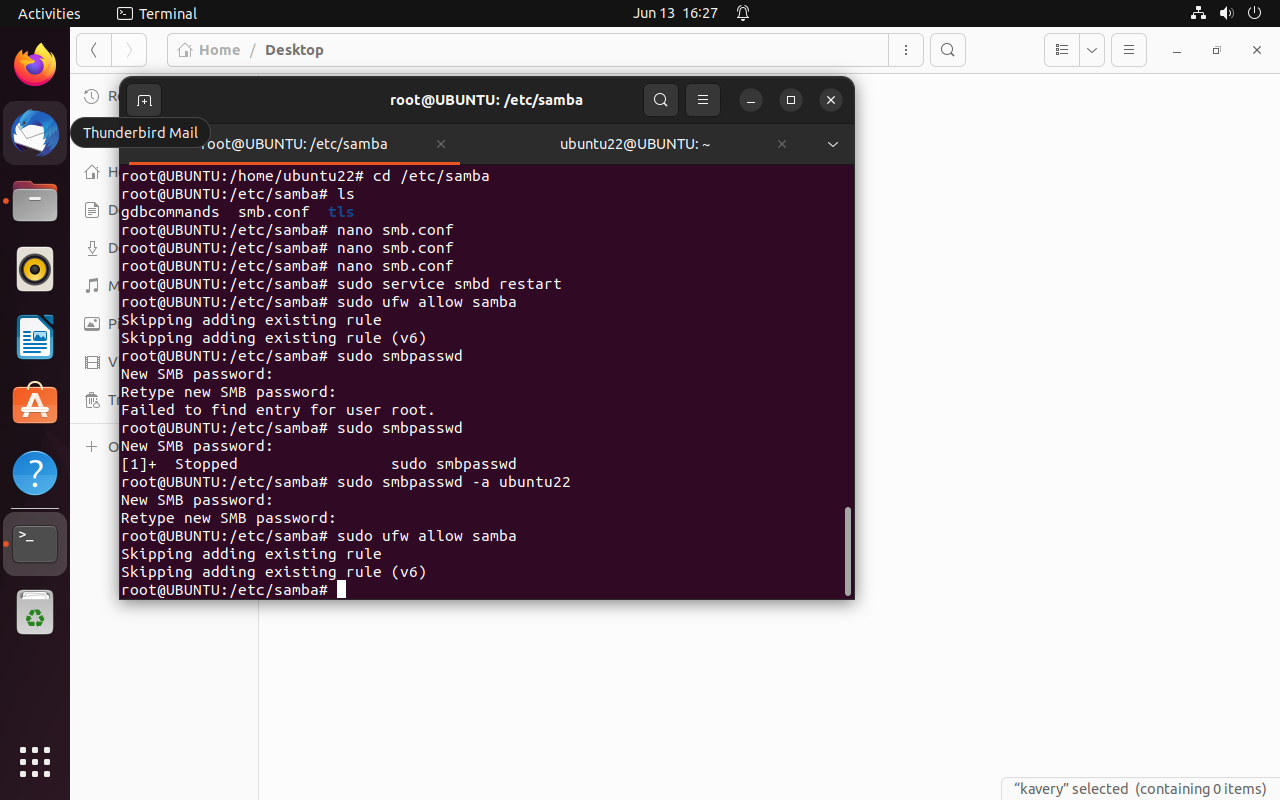 Activities
Terminal
Jun 13 16:27
Home / Desktop
Thunderbird Mail
root@UBUNTU: /etc/samba
root@UBUNTU: /etc/samba
ubuntu22@UBUNTU: ~
root@UBUNTU:/home/ubuntu22# cd /etc/samba
root@UBUNTU:/etc/samba# ls
gdbcommands  smb.conf  tls
root@UBUNTU:/etc/samba# nano smb.conf
root@UBUNTU:/etc/samba# nano smb.conf
root@UBUNTU:/etc/samba# nano smb.conf
root@UBUNTU:/etc/samba# sudo service smbd restart
root@UBUNTU:/etc/samba# sudo ufw allow samba
Skipping adding existing rule
Skipping adding existing rule (v6)
root@UBUNTU:/etc/samba# sudo smbpasswd
New SMB password:
Retype new SMB password:
Failed to find entry for user root.
root@UBUNTU:/etc/samba# sudo smbpasswd
New SMB password:
[1]+  Stopped                 sudo smbpasswd
root@UBUNTU:/etc/samba# sudo smbpasswd -a ubuntu22
New SMB password:
Retype new SMB password:
root@UBUNTU:/etc/samba# sudo ufw allow samba
Skipping adding existing rule
Skipping adding existing rule (v6)
root@UBUNTU:/etc/samba#
“kavery” selected (containing 0 items)